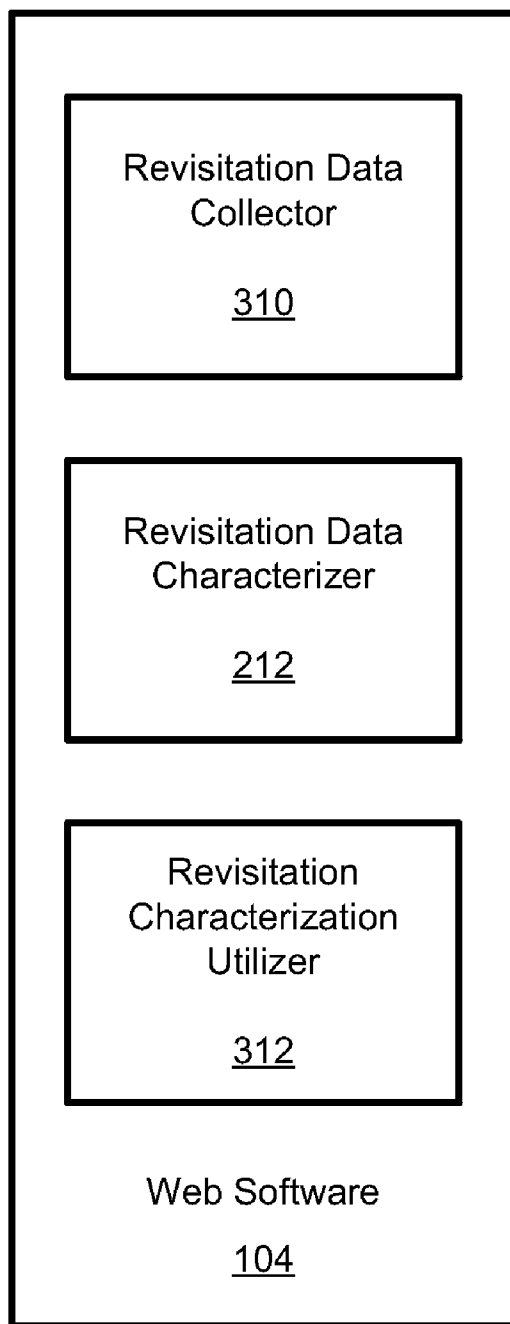 Revisitation Data
Collector
310
Revisitation Data
Characterizer
212
Revisitation
Characterization
Utilizer
312
Web Software
104